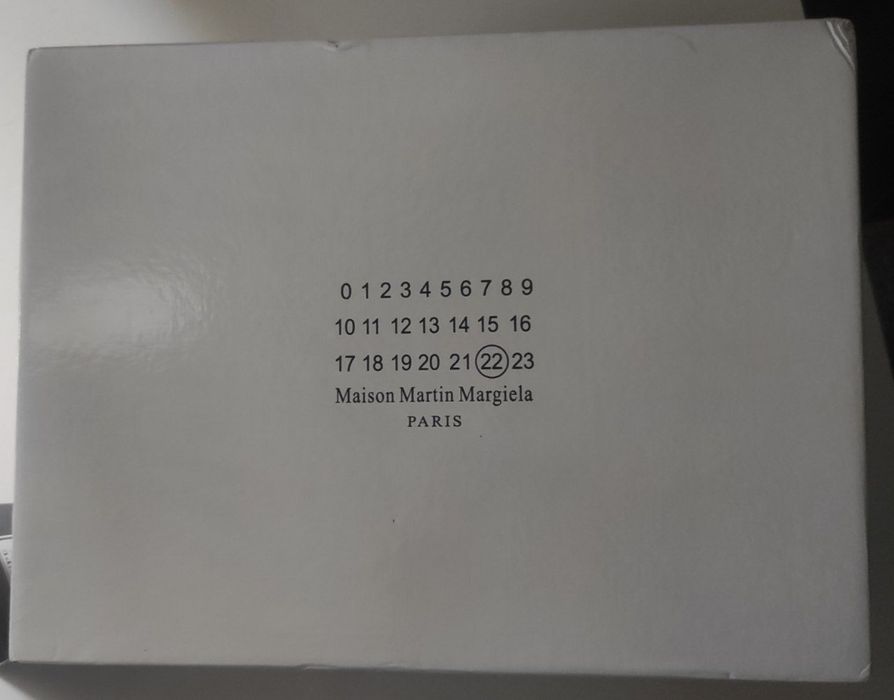 0 1 2 3 4 5 6 7 8 9
10 11 12 13 14 15 16
17 18 19 20 21 22 23
Maison Martin Margiela
PARIS